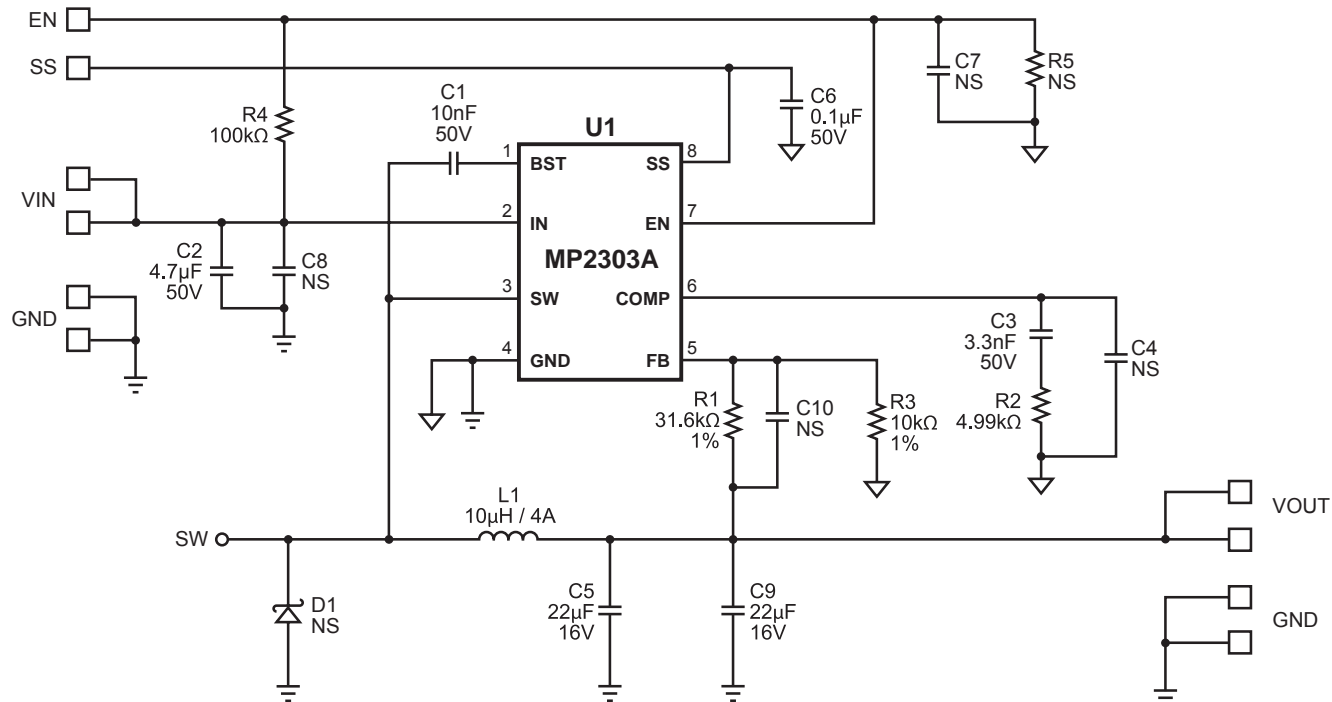 EN
SS
C7
NS
R5
NS
C1
10nF
50V
C6
0.1µF
50V
R4
100kΩ
U1
1
BST
SS
8
VIN
2
IN
EN
7
C2
4.7µF
50V
C8
NS
MP2303A
GND
3
SW
COMP
6
C3
3.3nF
50V
C4
NS
4
GND
FB
5
R1
31.6kΩ
1%
C10
NS
R3
10kΩ
1%
R2
4.99kΩ
L1
10µH / 4A
VOUT
SW
D1
NS
C5
22µF
16V
C9
22µF
16V
GND